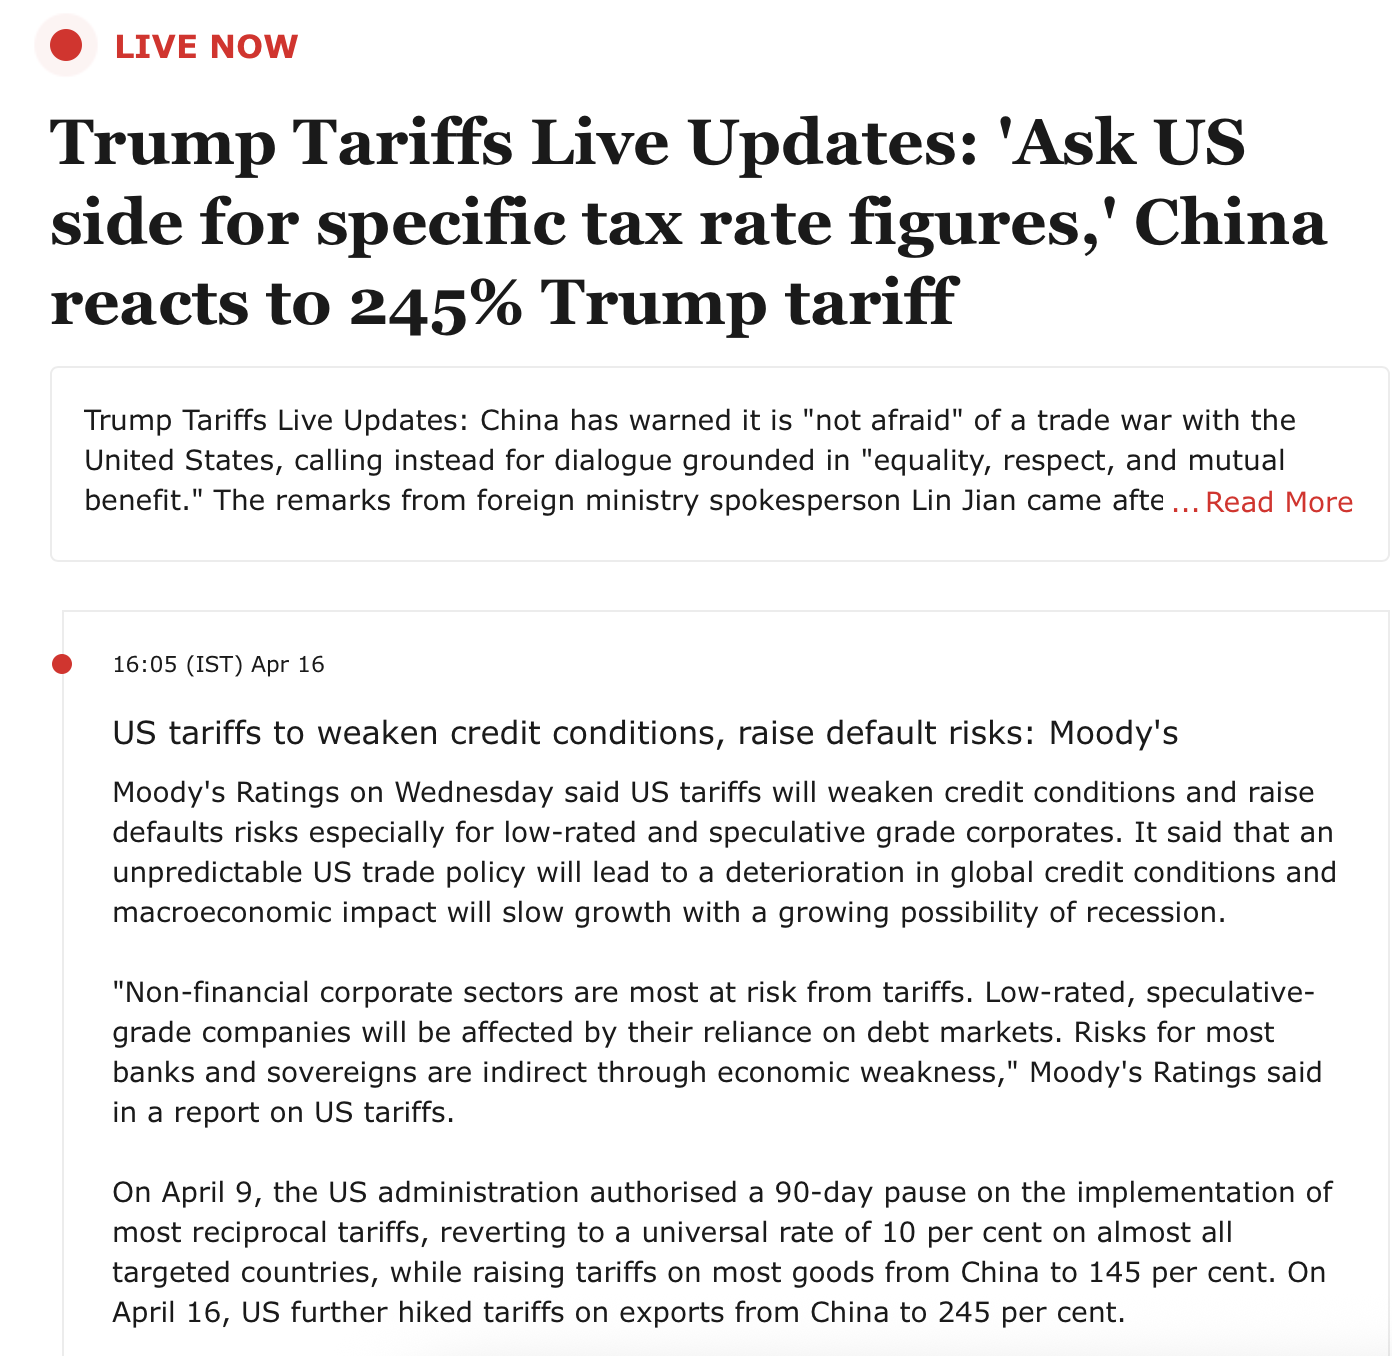 LIVE NOW
Trump Tariffs Live Updates: 'Ask US
side for specific tax rate figures,' China
reacts to 245% Trump tariff
Trump Tariffs Live Updates: China has warned it is "not afraid" of a trade war with the
United States, calling instead for dialogue grounded in "equality, respect, and mutual
benefit." The remarks from foreign ministry spokesperson Lin Jian came afte ... Read More
16:05 (IST) Apr 16
US tariffs to weaken credit conditions, raise default risks: Moody's
Moody's Ratings on Wednesday said US tariffs will weaken credit conditions and raise
defaults risks especially for low-rated and speculative grade corporates. It said that an
unpredictable US trade policy will lead to a deterioration in global credit conditions and
macroeconomic impact will slow growth with a growing possibility of recession.
"Non-financial corporate sectors are most at risk from tariffs. Low-rated, speculative-
grade companies will be affected by their reliance on debt markets. Risks for most
banks and sovereigns are indirect through economic weakness," Moody's Ratings said
in a report on US tariffs.
On April 9, the US administration authorised a 90-day pause on the implementation of
most reciprocal tariffs, reverting to a universal rate of 10 per cent on almost all
targeted countries, while raising tariffs on most goods from China to 145 per cent. On
April 16, US further hiked tariffs on exports from China to 245 per cent.